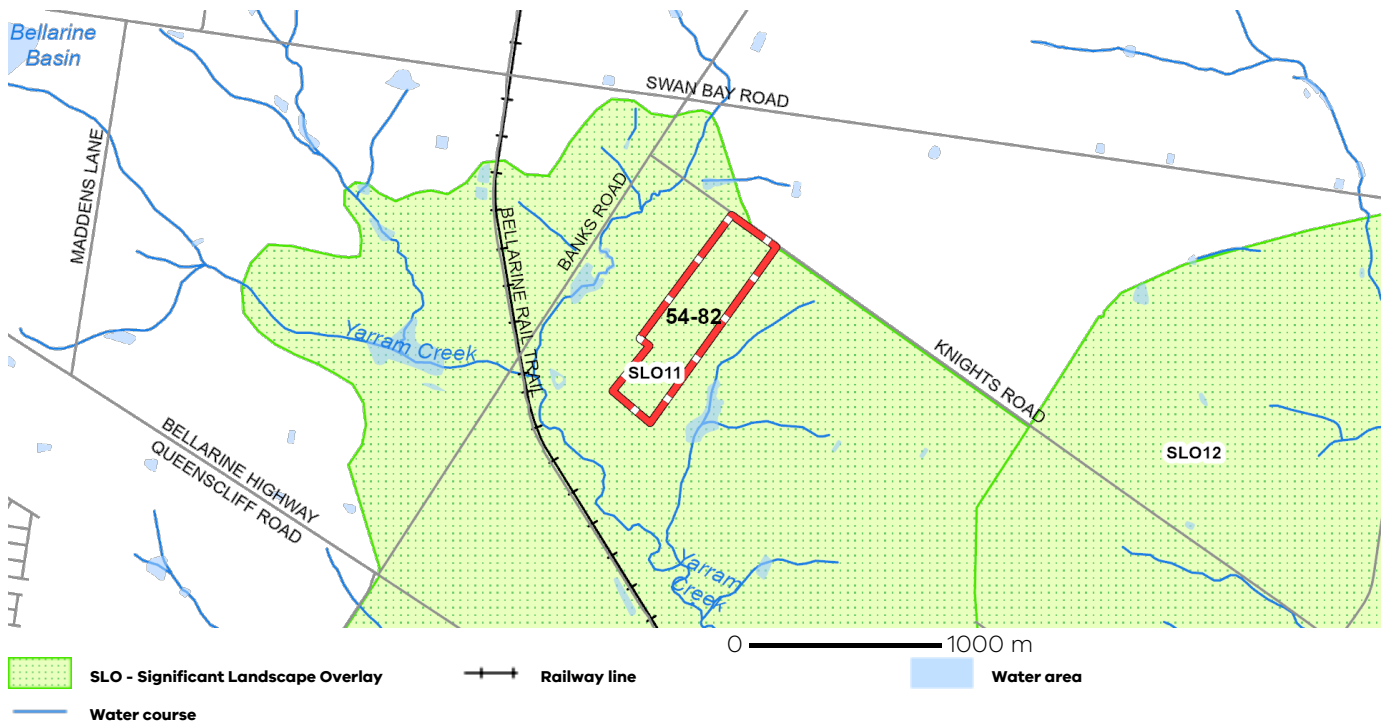 Bellarine
Basin
SWAN BAY ROAD
MADDENS LANE
BANKS ROAD
BELLARINE RAIL TRAIL
54-82
Yarram Creek
SLO11
KNIGHTS ROAD
BELLARINE HIGHWAY
QUEENSCLIFF ROAD
SLO12
Yarram
Creek
0 1000 m
SLO - Significant Landscape Overlay
Railway line
Water area
Water course